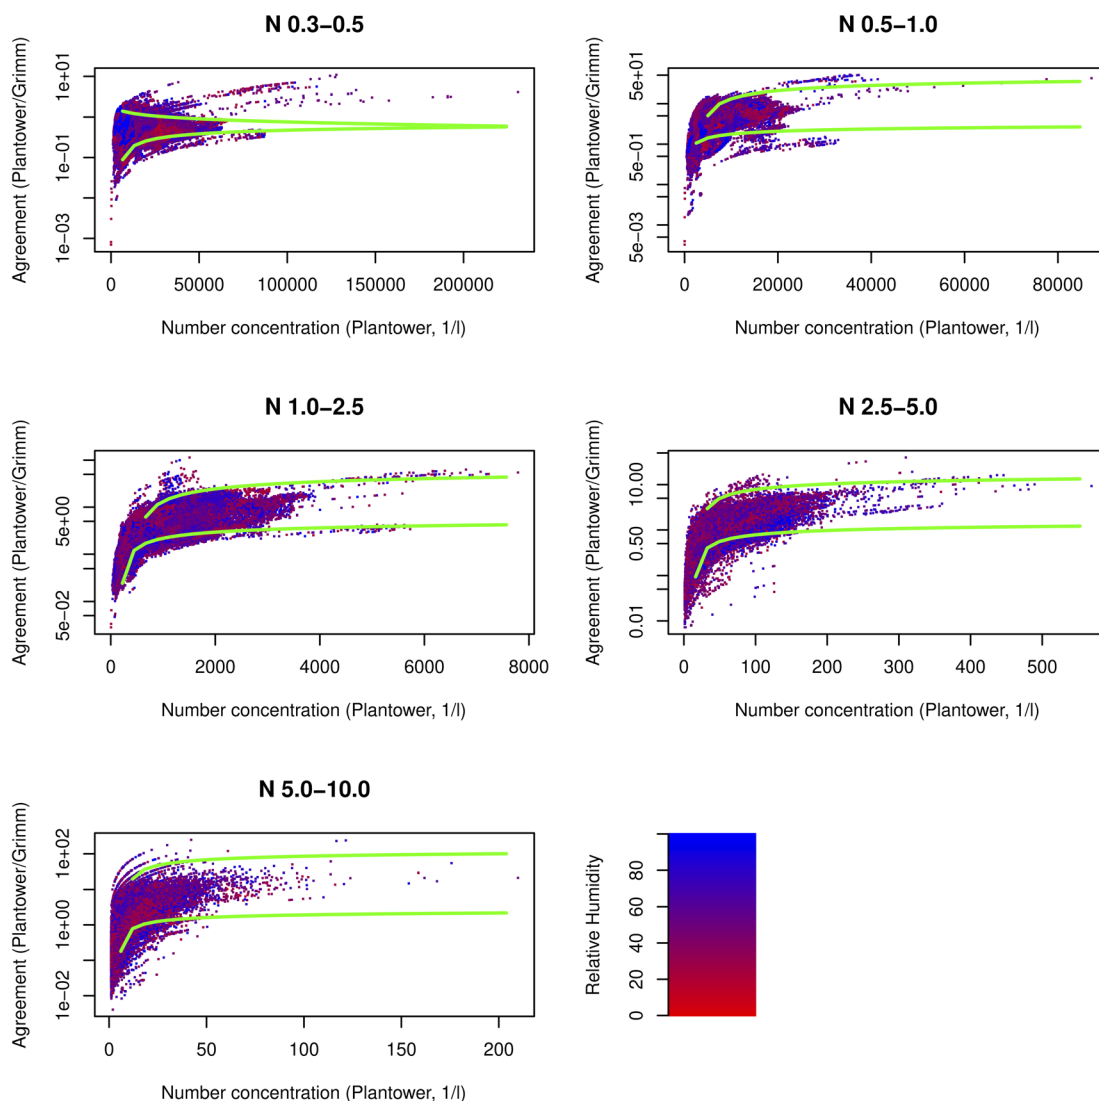 N 0.3−0.5
Agreement (Plantower/Grimm)
1e−03 1e−01 1e+01
0 50000 100000 150000 200000
Number concentration (Plantower, 1/l)
N 0.5−1.0
Agreement (Plantower/Grimm)
5e−03 5e−01 5e+01
0 20000 40000 60000 80000
Number concentration (Plantower, 1/l)
N 1.0−2.5
Agreement (Plantower/Grimm)
5e−02 5e+00
0 2000 4000 6000 8000
Number concentration (Plantower, 1/l)
N 2.5−5.0
Agreement (Plantower/Grimm)
0.01 0.50 10.00
0 100 200 300 400 500
Number concentration (Plantower, 1/l)
N 5.0−10.0
Agreement (Plantower/Grimm)
1e−02 1e+00 1e+02
0 50 100 150 200
Number concentration (Plantower, 1/l)
Relative Humidity
0 20 40 60 80